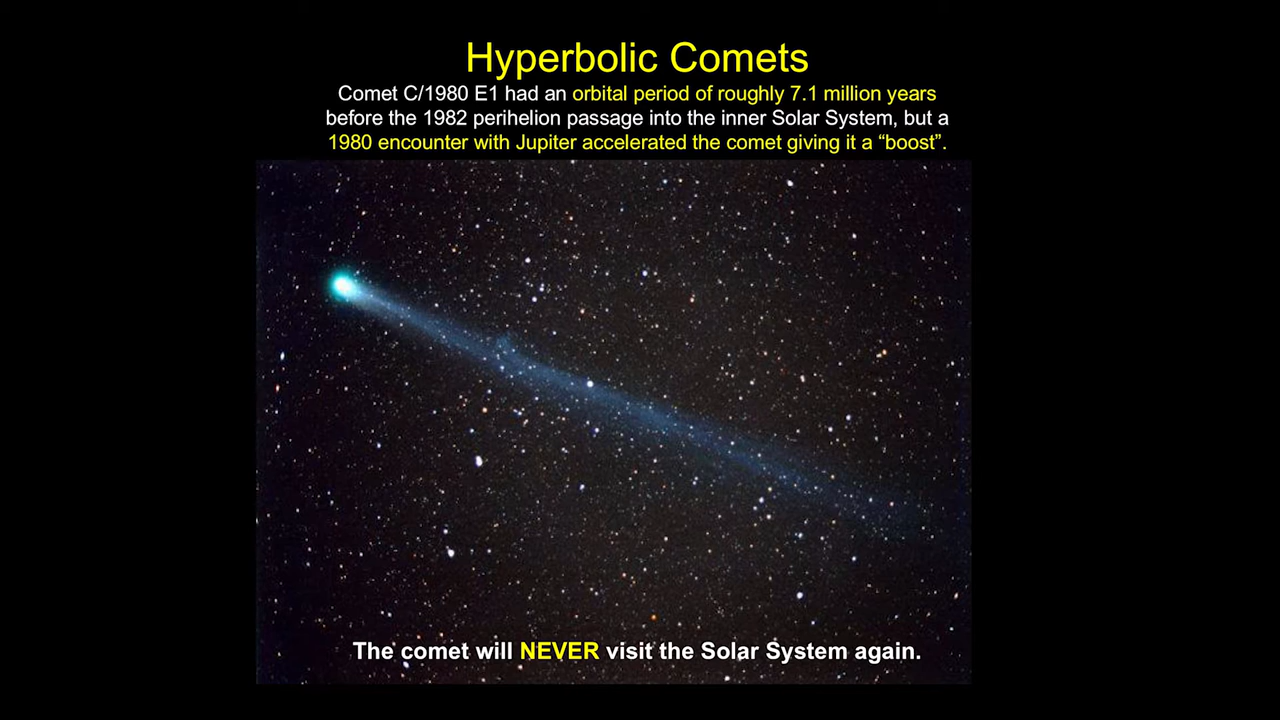 Hyperbolic Comets
Comet C/1980 E1 had an orbital period of roughly 7.1 million years
before the 1982 perihelion passage into the inner Solar System, but a
1980 encounter with Jupiter accelerated the comet giving it a “boost”.
The comet will NEVER visit the Solar System again.